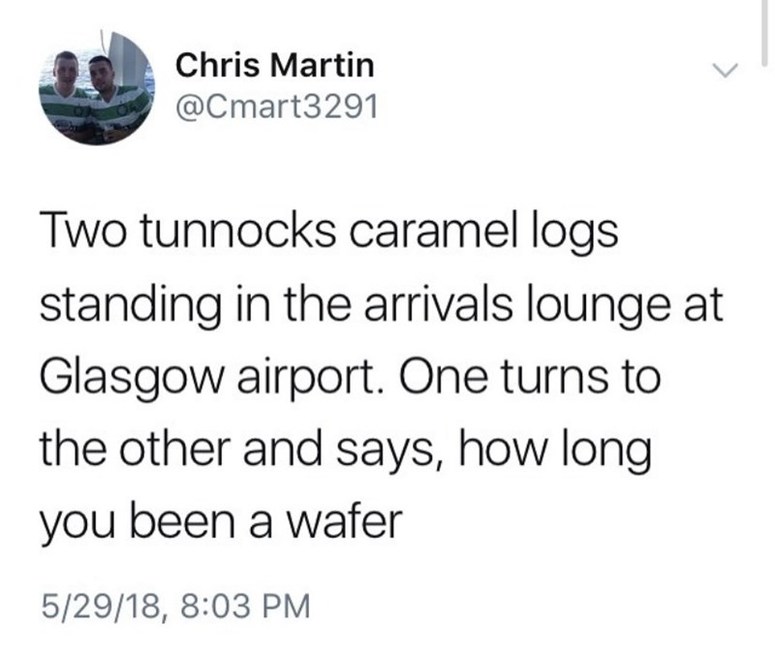 Chris Martin
@Cmart3291
Two tunnocks caramel logs
standing in the arrivals lounge at
Glasgow airport. One turns to
the other and says, how long
you been a wafer
5/29/18, 8:03 PM